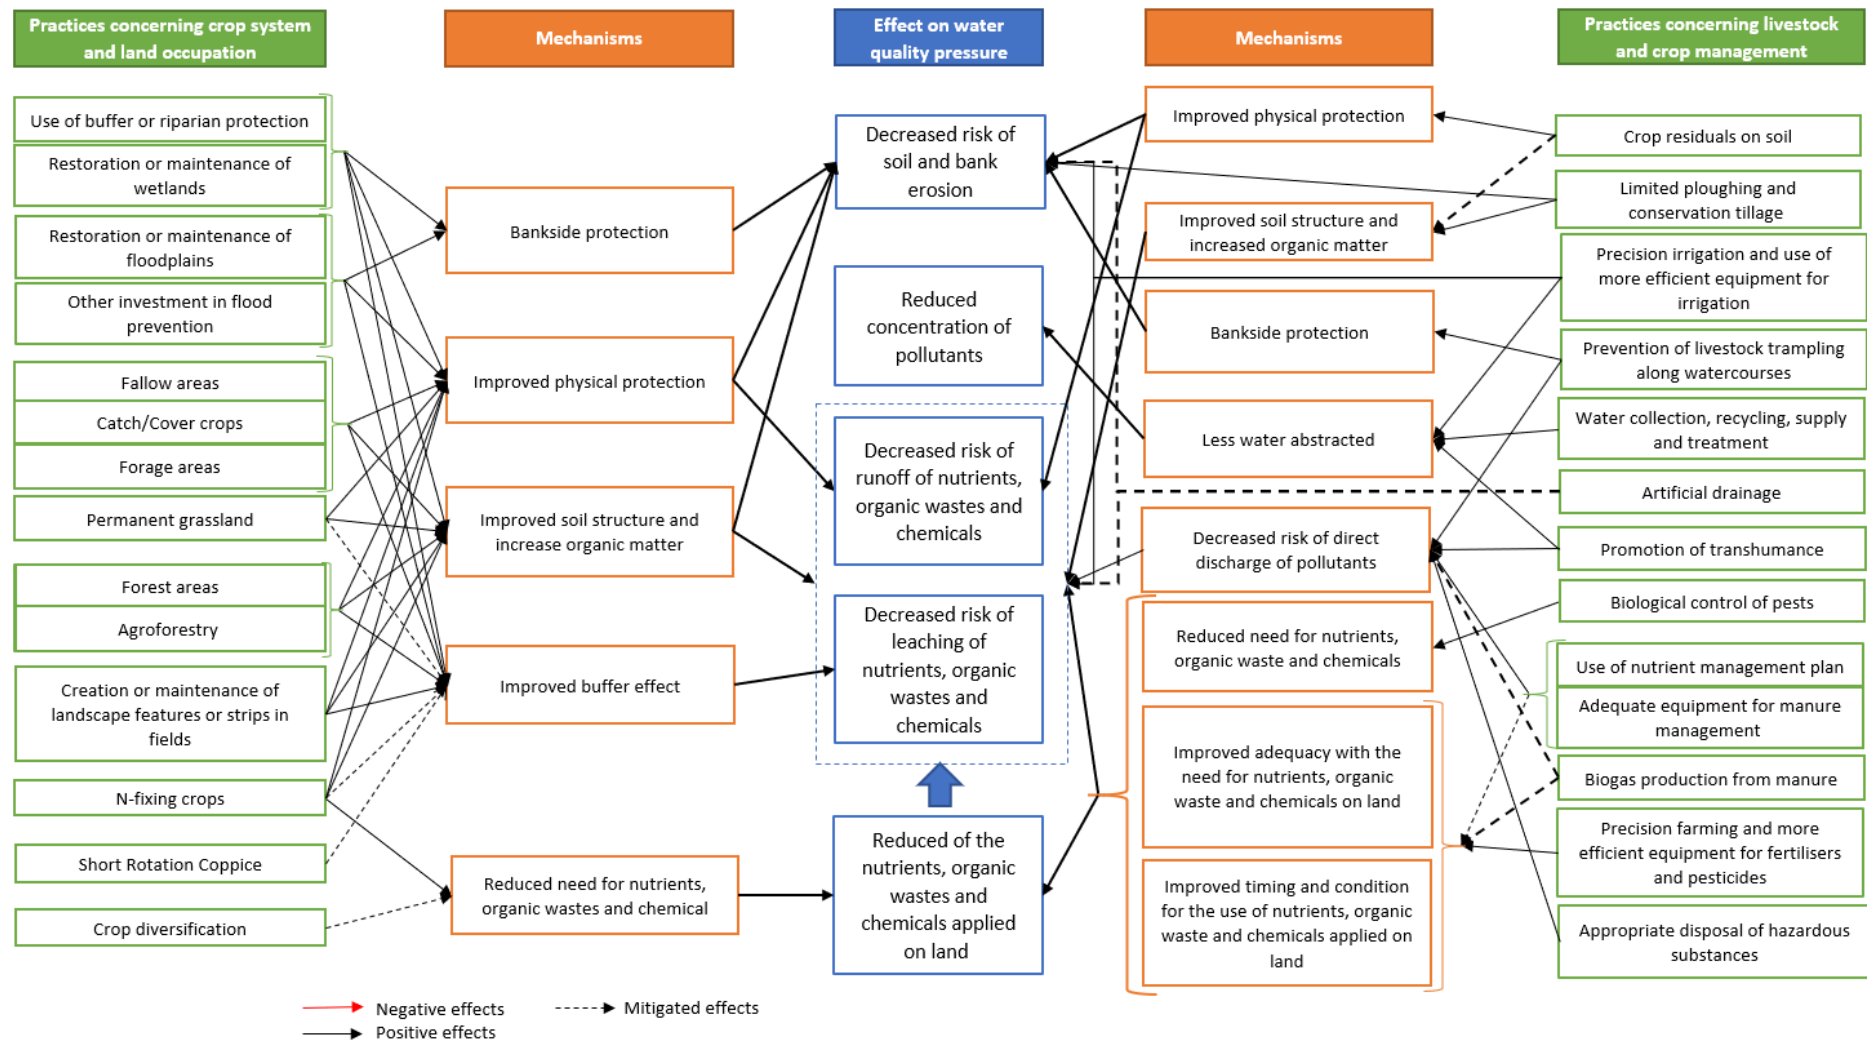 Practices concerning crop system
and land occupation
Mechanisms
Effect on water
quality pressure
Mechanisms
Practices concerning livestock
and crop management
Use of buffer or riparian protection
Restoration or maintenance of
wetlands
Restoration or maintenance of
floodplains
Other investment in flood
prevention
Fallow areas
Catch/Cover crops
Forage areas
Permanent grassland
Forest areas
Agroforestry
Creation or maintenance of
landscape features or strips in
fields
N-fixing crops
Short Rotation Coppice
Crop diversification
Bankside protection
Improved physical protection
Improved soil structure and
increase organic matter
Improved buffer effect
Reduced need for nutrients,
organic wastes and chemical
Decreased risk of
soil and bank
erosion
Reduced
concentration of
pollutants
Decreased risk of
runoff of nutrients,
organic wastes and
chemicals
Decreased risk of
leaching of
nutrients, organic
wastes and
chemicals
Reduced of the
nutrients, organic
wastes and
chemicals applied
on land
Improved physical protection
Improved soil structure and
increased organic matter
Bankside protection
Less water abstracted
Decreased risk of direct
discharge of pollutants
Reduced need for nutrients,
organic waste and chemicals
Improved adequacy with the
need for nutrients, organic
waste and chemicals on land
Improved timing and condition
for the use of nutrients, organic
waste and chemicals applied on
land
Crop residuals on soil
Limited ploughing and
conservation tillage
Precision irrigation and use of
more efficient equipment for
irrigation
Prevention of livestock trampling
along watercourses
Water collection, recycling, supply
and treatment
Artificial drainage
Promotion of transhumance
Biological control of pests
Use of nutrient management plan
Adequate equipment for manure
management
Biogas production from manure
Precision farming and more
efficient equipment for fertilisers
and pesticides
Appropriate disposal of hazardous
substances
Negative effects
Mitigated effects
Positive effects